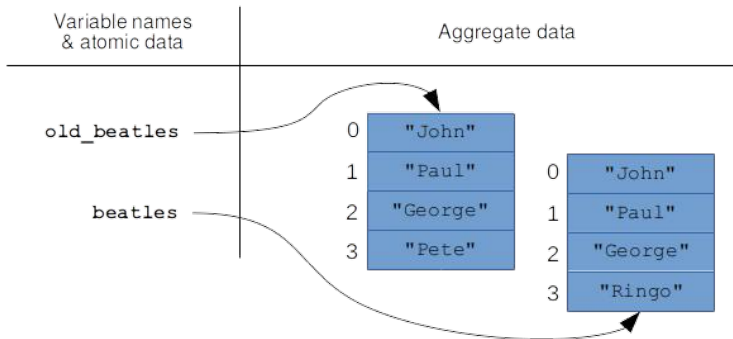 Variable names
& atomic data
Aggregate data
old_beatles
beatles
0 "John"
1 "Paul"
2 "George"
3 "Pete"
0 "John"
1 "Paul"
2 "George"
3 "Ringo"